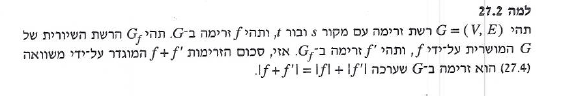 למה 27.2
תהי G = (V, E) רשת זרימה עם מקור s ובור t, ותהי f זרימה ב-G. תהי G_f הרשת השיורית של
G המושרית על-ידי f, ותהי f' זרימה ב-G_f. אזי, סכום הזרימות f + f' המוגדר על-ידי משוואה
(27.4) הוא זרימה ב-G שערכה |f + f'| = |f| + |f'|.